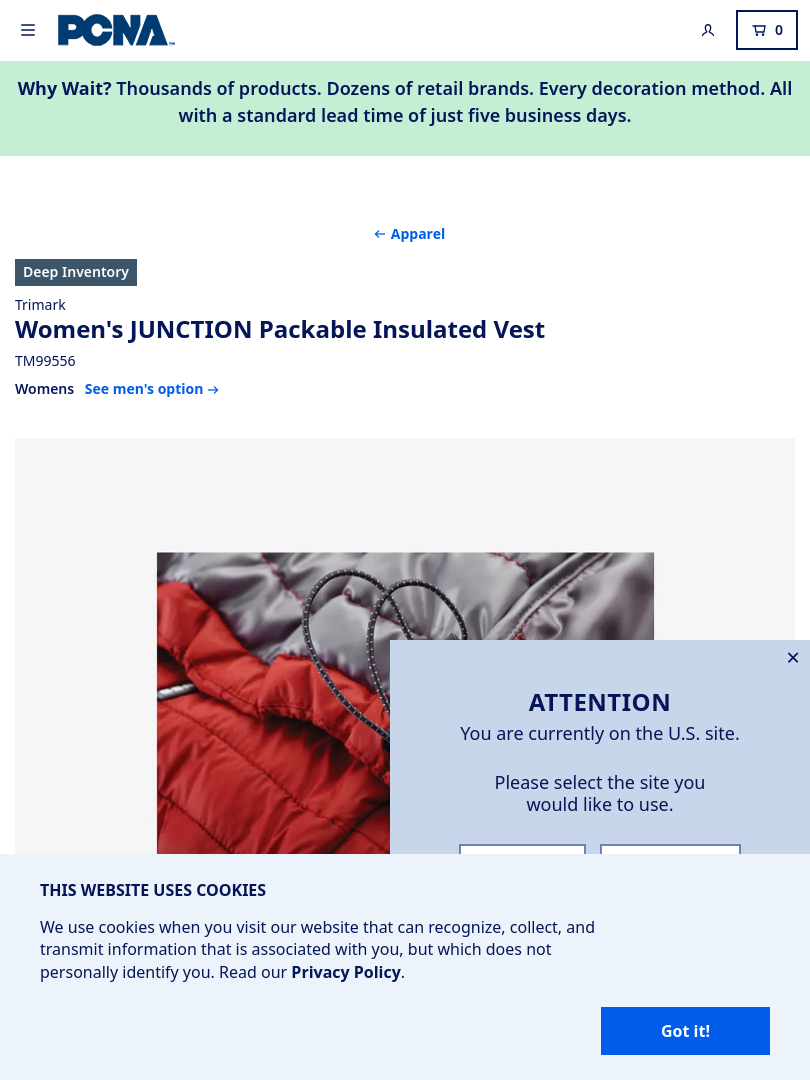 PCNA
0
Why Wait? Thousands of products. Dozens of retail brands. Every decoration method. All
with a standard lead time of just five business days.
← Apparel
Deep Inventory
Trimark
Women's JUNCTION Packable Insulated Vest
TM99556
Womens See men's option →
ATTENTION
You are currently on the U.S. site.
Please select the site you
would like to use.
THIS WEBSITE USES COOKIES
We use cookies when you visit our website that can recognize, collect, and
transmit information that is associated with you, but which does not
personally identify you. Read our Privacy Policy.
Got it!